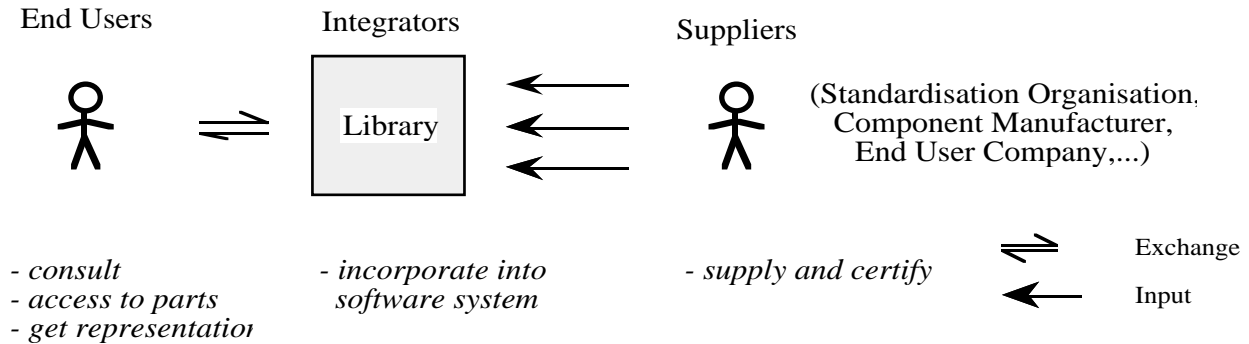 End Users
Integrators
Suppliers
Library
(Standardisation Organisation,
Component Manufacturer,
End User Company,...)
- consult
- access to parts
- get representation
- incorporate into
software system
- supply and certify
Exchange
Input